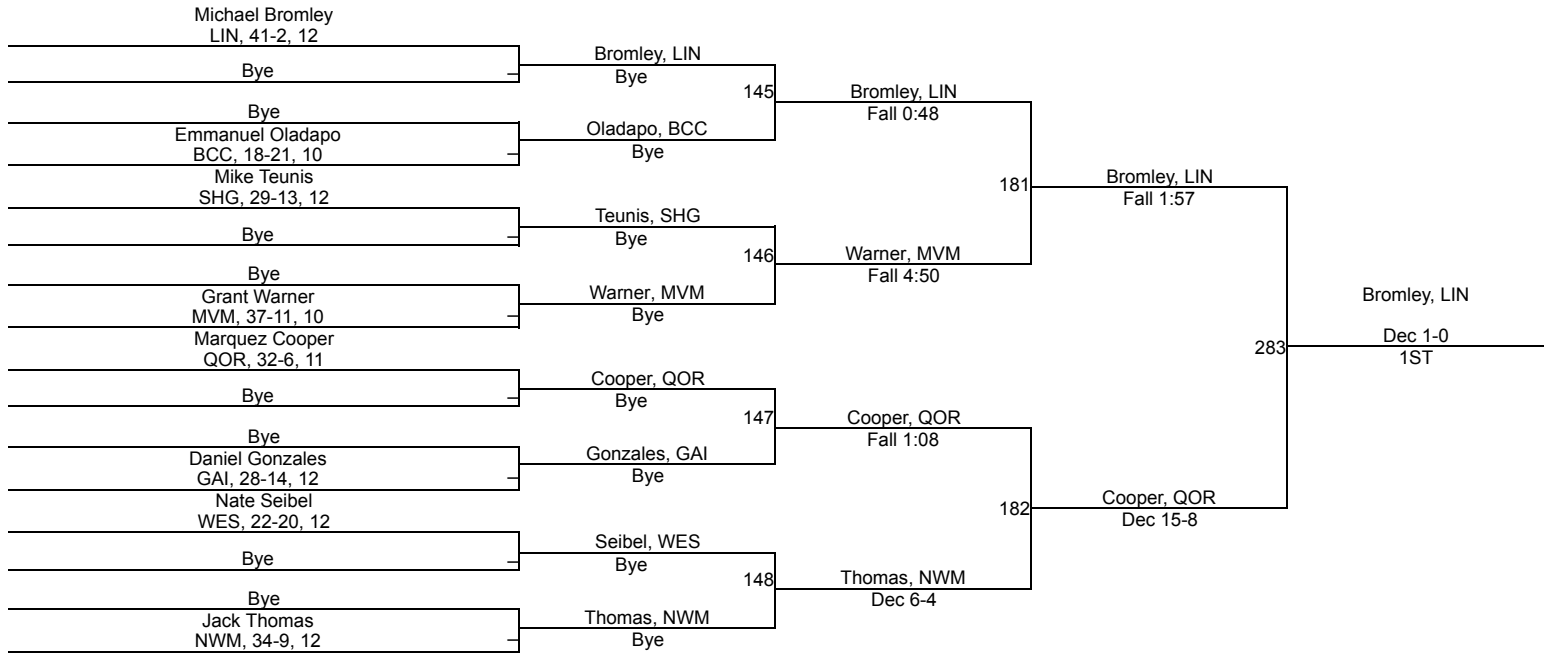 Michael Bromley
LIN, 41-2, 12
Bye
Bye
Emmanuel Oladapo
BCC, 18-21, 10
Mike Teunis
SHG, 29-13, 12
Bye
Bye
Grant Warner
MVM, 37-11, 10
Marquez Cooper
QOR, 32-6, 11
Bye
Bye
Daniel Gonzales
GAI, 28-14, 12
Nate Seibel
WES, 22-20, 12
Bye
Bye
Jack Thomas
NWM, 34-9, 12
Bromley, LIN
Bye
145
Oladapo, BCC
Bye
Teunis, SHG
Bye
146
Warner, MVM
Bye
Cooper, QOR
Bye
147
Gonzales, GAI
Bye
Seibel, WES
Bye
148
Thomas, NWM
Bye
Bromley, LIN
Fall 0:48
181
Warner, MVM
Fall 4:50
Cooper, QOR
Fall 1:08
182
Thomas, NWM
Dec 6-4
Bromley, LIN
Fall 1:57
283
Cooper, QOR
Dec 15-8
Bromley, LIN
Dec 1-0
1ST